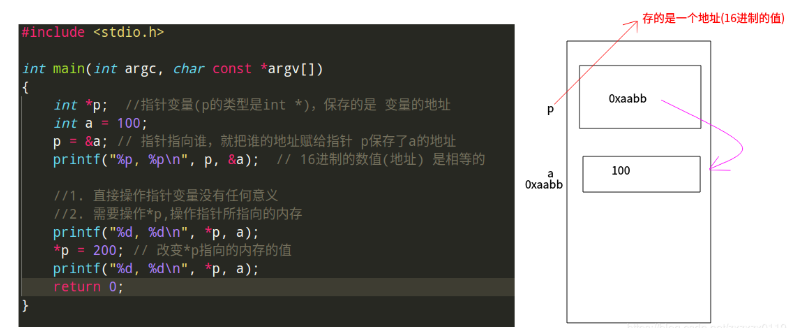 #include <stdio.h>
int main(int argc, char const *argv[])
{
int *p;  //指针变量(p的类型是int *)，保存的是 变量的地址
int a = 100;
p = &a; // 指针指向谁，就把谁的地址赋给指针 p保存了a的地址
printf("%p, %p\n", p, &a);  // 16进制的数值(地址) 是相等的
//1. 直接操作指针变量没有任何意义
//2. 需要操作*p,操作指针所指向的内存
printf("%d, %d\n", *p, a);
*p = 200; // 改变*p指向的内存的值
printf("%d, %d\n", *p, a);
return 0;
}
存的是一个地址(16进制的值)
p
0xaabb
a
0xaabb
100